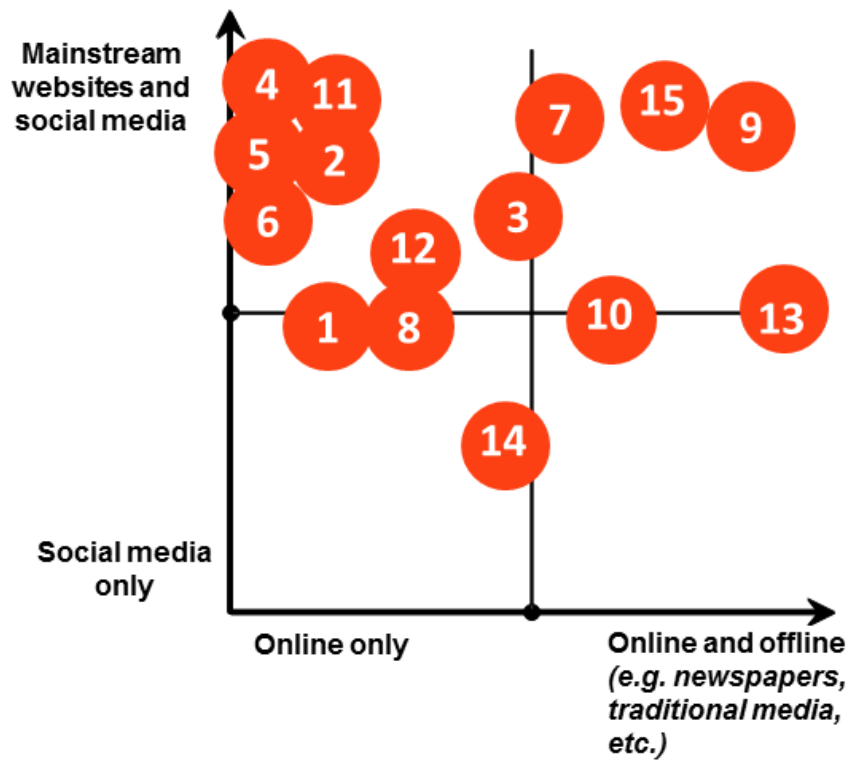 Mainstream
websites and
social media
4
11
5
2
6
7
15
9
3
12
1
8
10
13
14
Social media
only
Online only
Online and offline
(e.g. newspapers,
traditional media,
etc.)